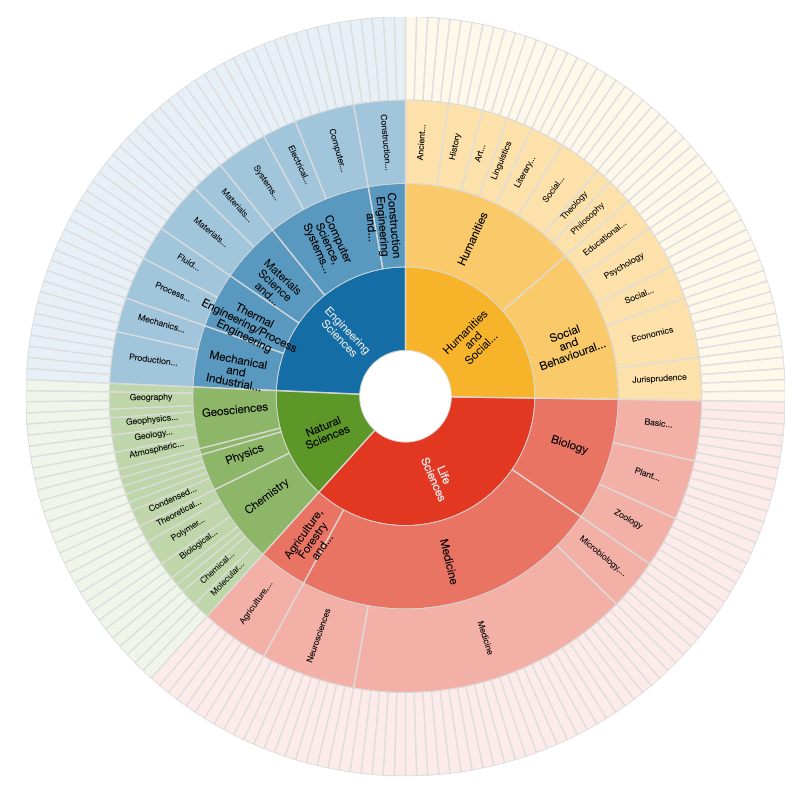 Humanities
and
Social...
Life
Sciences
Natural
Sciences
Engineering
Sciences
Humanities
Social
and
Behavioural...
Biology
Medicine
Agriculture,
Forestry
and...
Chemistry
Physics
Geosciences
Mechanical
and
Industrial...
Thermal
Engineering/Process
Engineering
Materials
Science
and...
Computer
Science,
Systems...
Construction
Engineering
and...
Ancient...
History
Art...
Linguistics
Literary...
Social...
Theology
Philosophy
Educational...
Psychology
Social...
Economics
Jurisprudence
Basic...
Plant...
Zoology
Microbiology,...
Medicine
Neurosciences
Agriculture,...
Molecular...
Chemical...
Biological...
Polymer...
Theoretical...
Condensed...
Atmospheric...
Geology...
Geophysics...
Geography
Production...
Mechanics...
Process...
Fluid...
Materials...
Materials...
Systems...
Electrical...
Computer...
Construction...